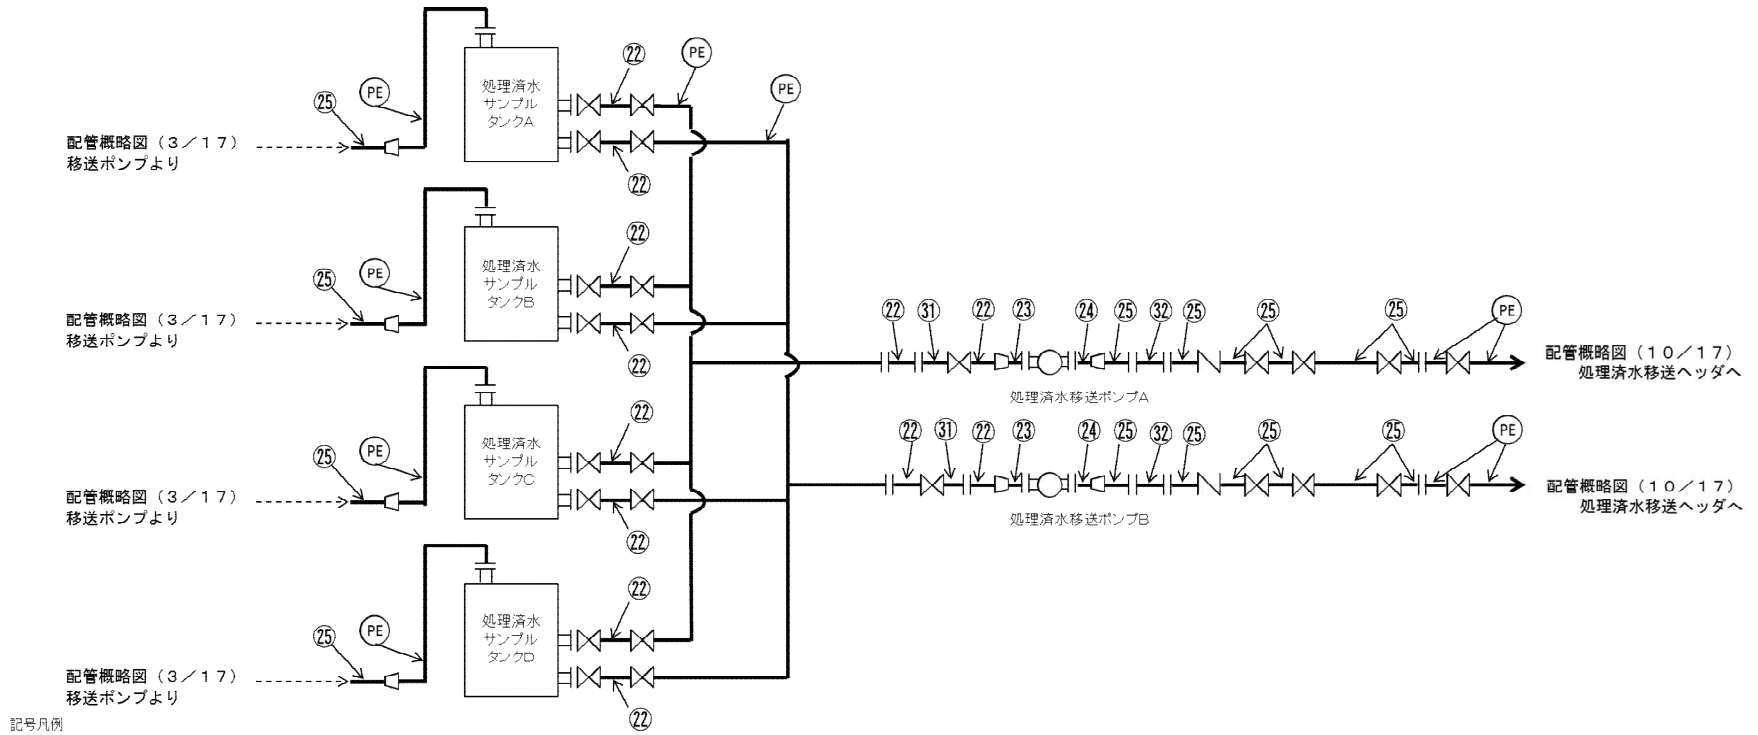 ㉒
PE
PE
PE
㉕
処理済水
サンプル
タンクA
配管概略図（３／１７）
移送ポンプより
㉒
㉒
PE
㉕
処理済水
サンプル
タンクB
配管概略図（３／１７）
移送ポンプより
㉒
㉒ ㉛ ㉒ ㉓ ㉔ ㉕ ㉜ ㉕ ㉕ ㉕ PE
配管概略図（１０／１７）
処理済水移送ヘッダへ
処理済水移送ポンプA
㉒
PE
㉕
処理済水
サンプル
タンクC
配管概略図（３／１７）
移送ポンプより
㉒
㉒ ㉛ ㉒ ㉓ ㉔ ㉕ ㉜ ㉕ ㉕ ㉕ PE
配管概略図（１０／１７）
処理済水移送ヘッダへ
処理済水移送ポンプB
㉒
PE
㉕
処理済水
サンプル
タンクD
配管概略図（３／１７）
移送ポンプより
㉒
記号凡例